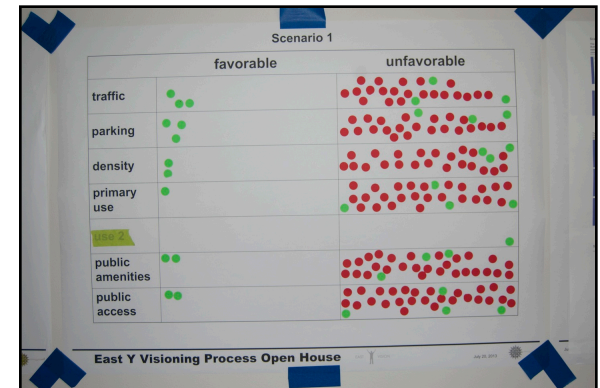 Scenario 1
favorable unfavorable
traffic
parking
density
primary
use
use 2
public
amenities
public
access
East Y Visioning Process Open House